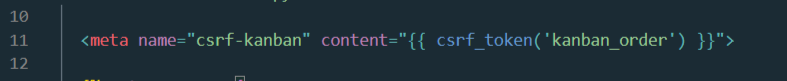 10
11 <meta name="csrf-kanban" content="{{ csrf_token('kanban_order') }}">
12